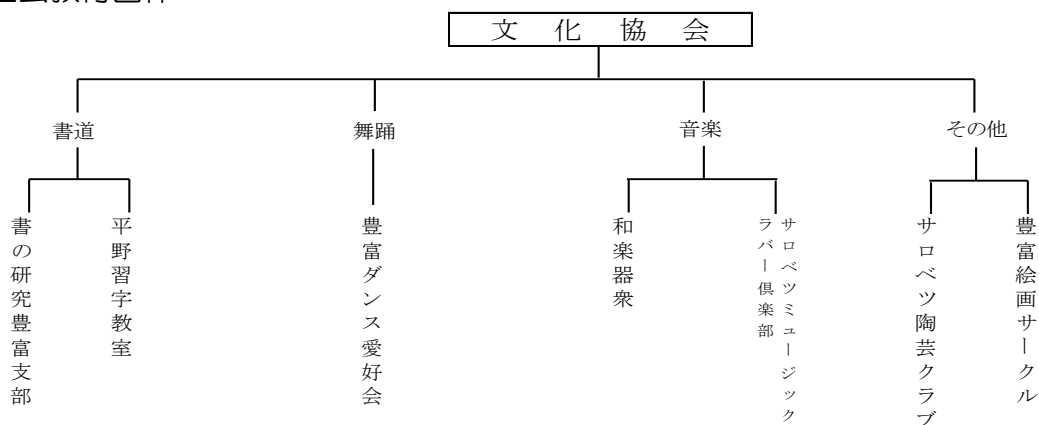 文化協会
書道
舞踊
音楽
その他
書の研究豊富支部
平野習字教室
豊富ダンス愛好会
和楽器衆
サロベツミュージック
ラバー倶楽部
サロベツ陶芸クラブ
豊富絵画サークル